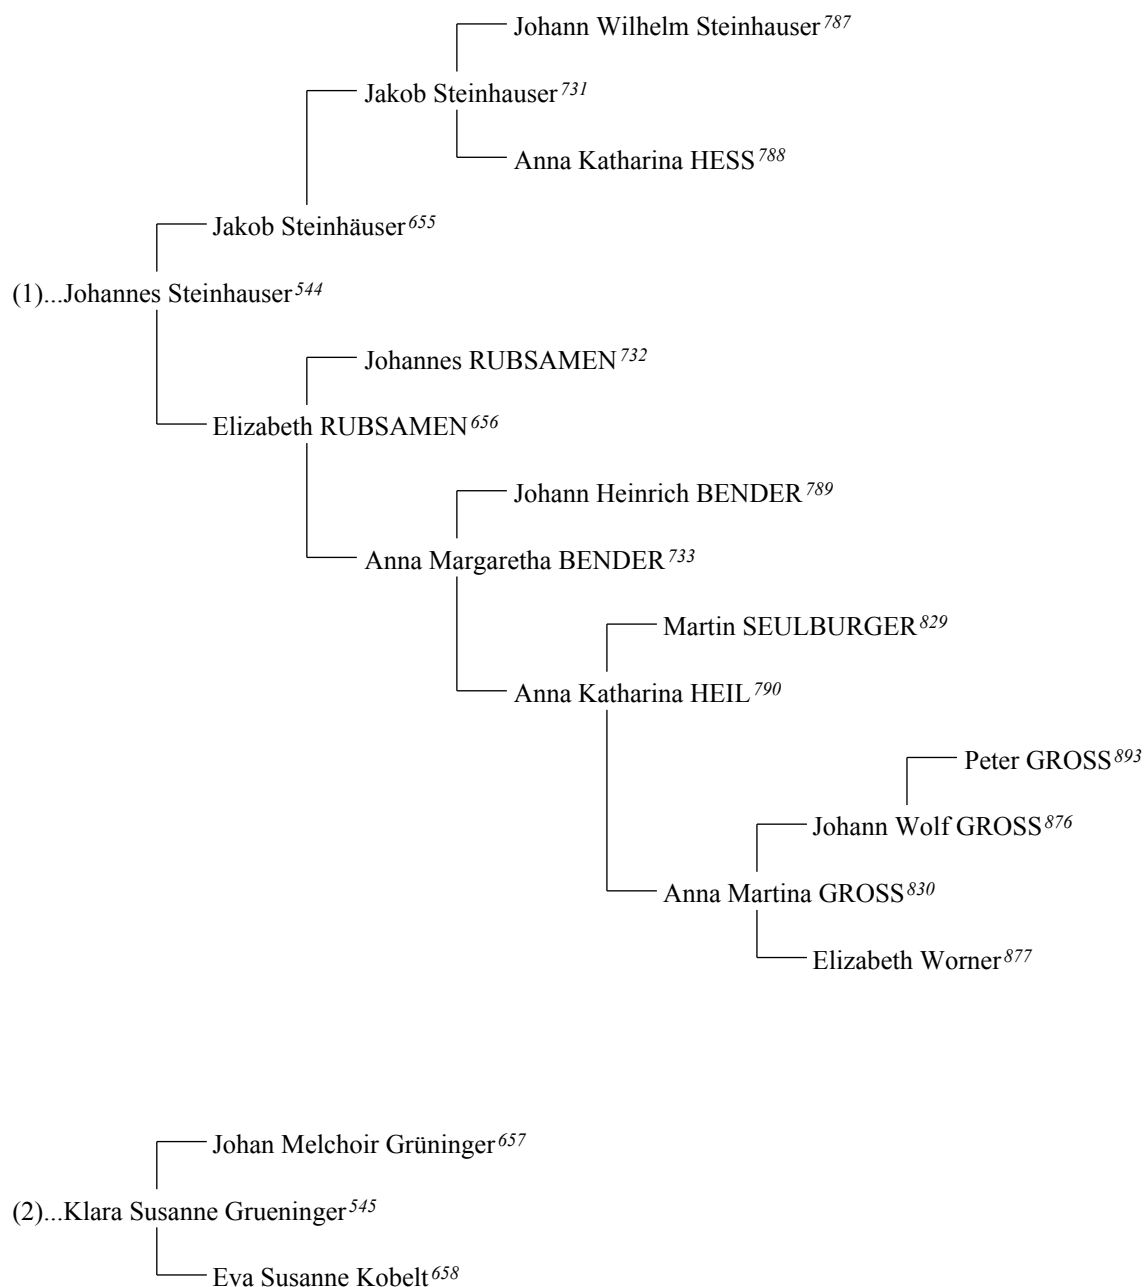 Johann Wilhelm Steinhauser787
Jakob Steinhauser731
Anna Katharina HESS788
Jakob Steinhäuser655
(1)...Johannes Steinhauser544
Johannes RUBSAMEN732
Elizabeth RUBSAMEN656
Johann Heinrich BENDER789
Anna Margaretha BENDER733
Martin SEULBURGER829
Anna Katharina HEIL790
Peter GROSS893
Johann Wolf GROSS876
Anna Martina GROSS830
Elizabeth Worner877
Johan Melchoir Grüninger657
(2)...Klara Susanne Grueninger545
Eva Susanne Kobelt658